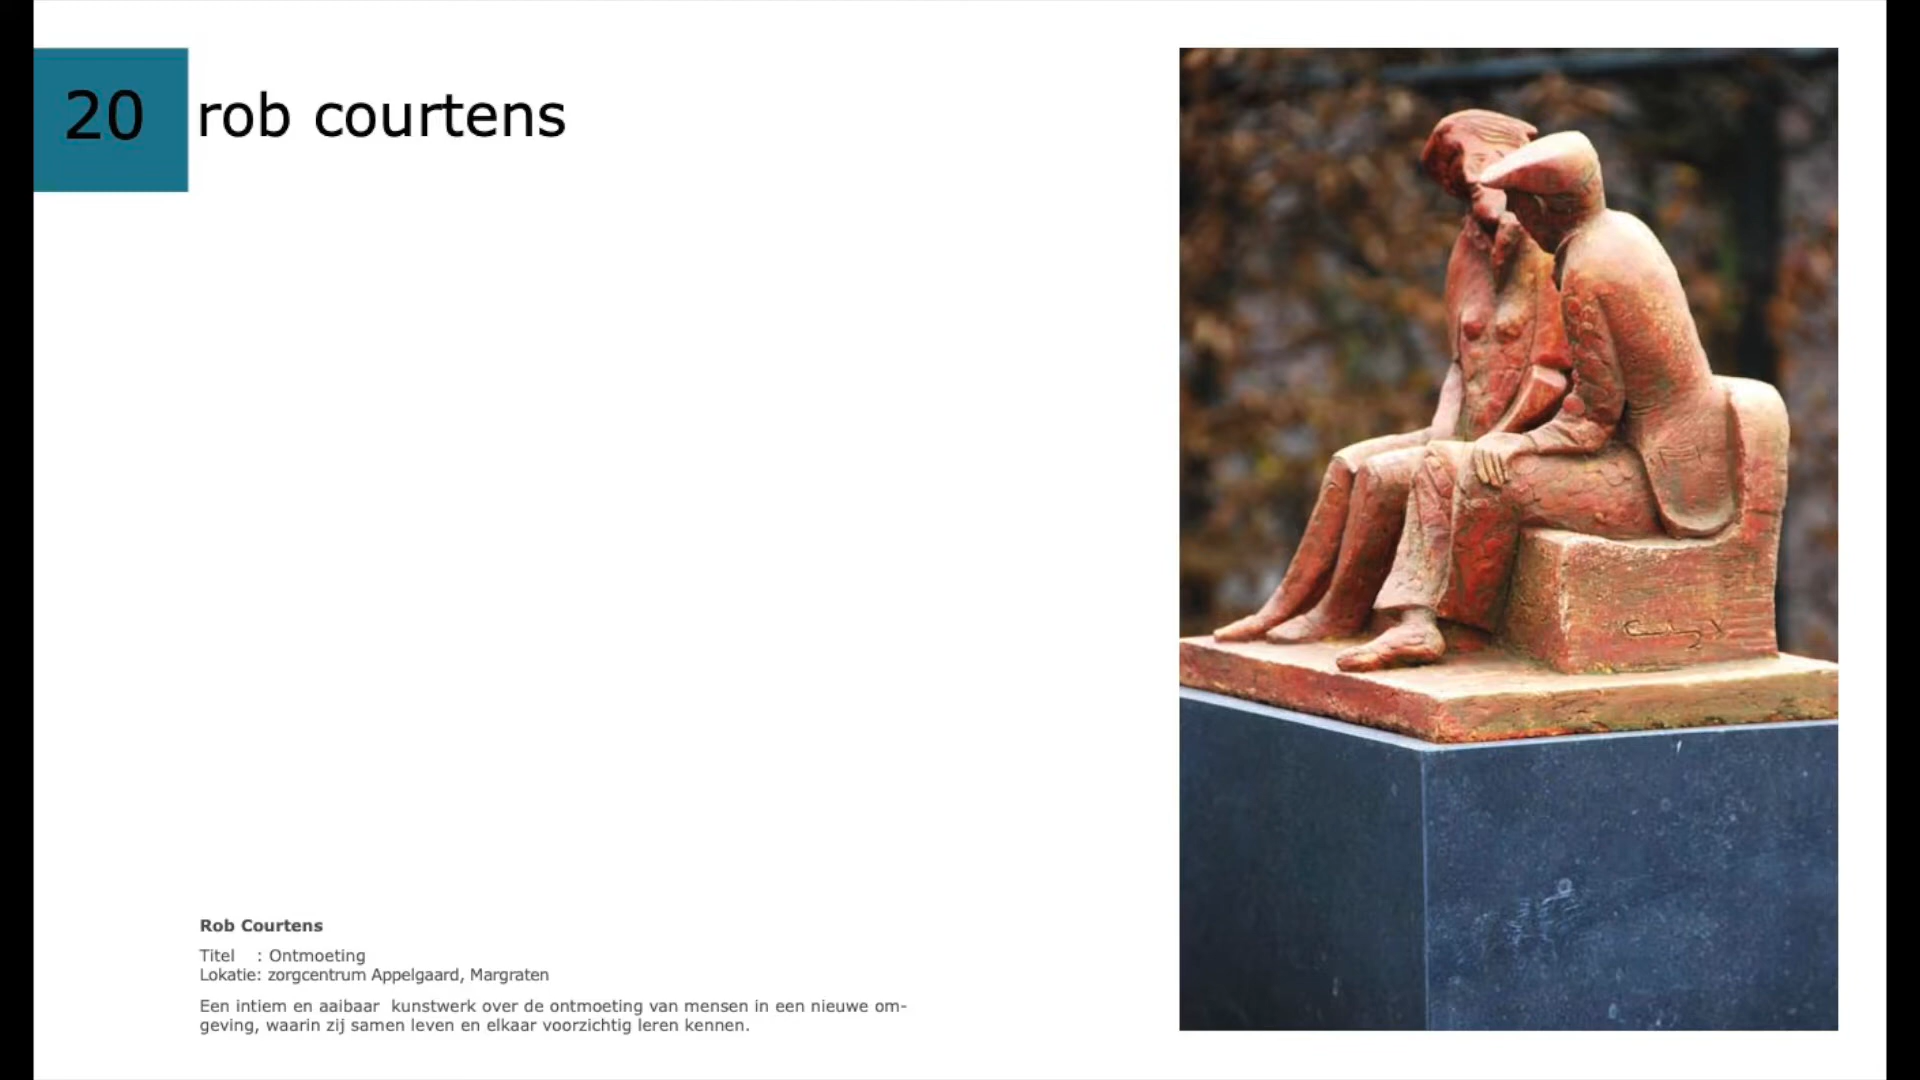 20 rob courtens
Rob Courtens
Titel : Ontmoeting
Lokatie: zorgcentrum Appelgaard, Margraten
Een intiem en aaibaar kunstwerk over de ontmoeting van mensen in een nieuwe om-
geving, waarin zij samen leven en elkaar voorzichtig leren kennen.